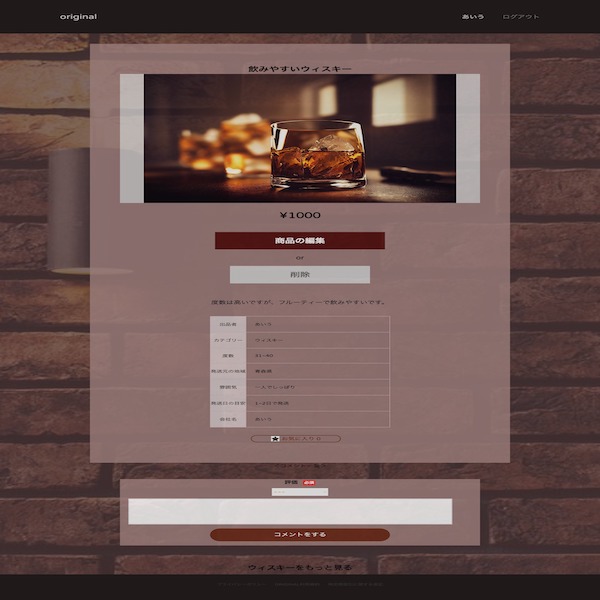 original
あいう ログアウト
飲みやすいウィスキー
¥1000
商品の編集
or
削除
度数は高いですが、フルーティーで飲みやすいです。
出品者 あいう
カテゴリー ウィスキー
度数 31~40
発送元の地域 青森県
雰囲気 一人でしっぽり
発送日の目安 1~2日で発送
会社名 あいう
お気に入り 0
評価 必須
コメントをする
ウィスキーをもっと見る